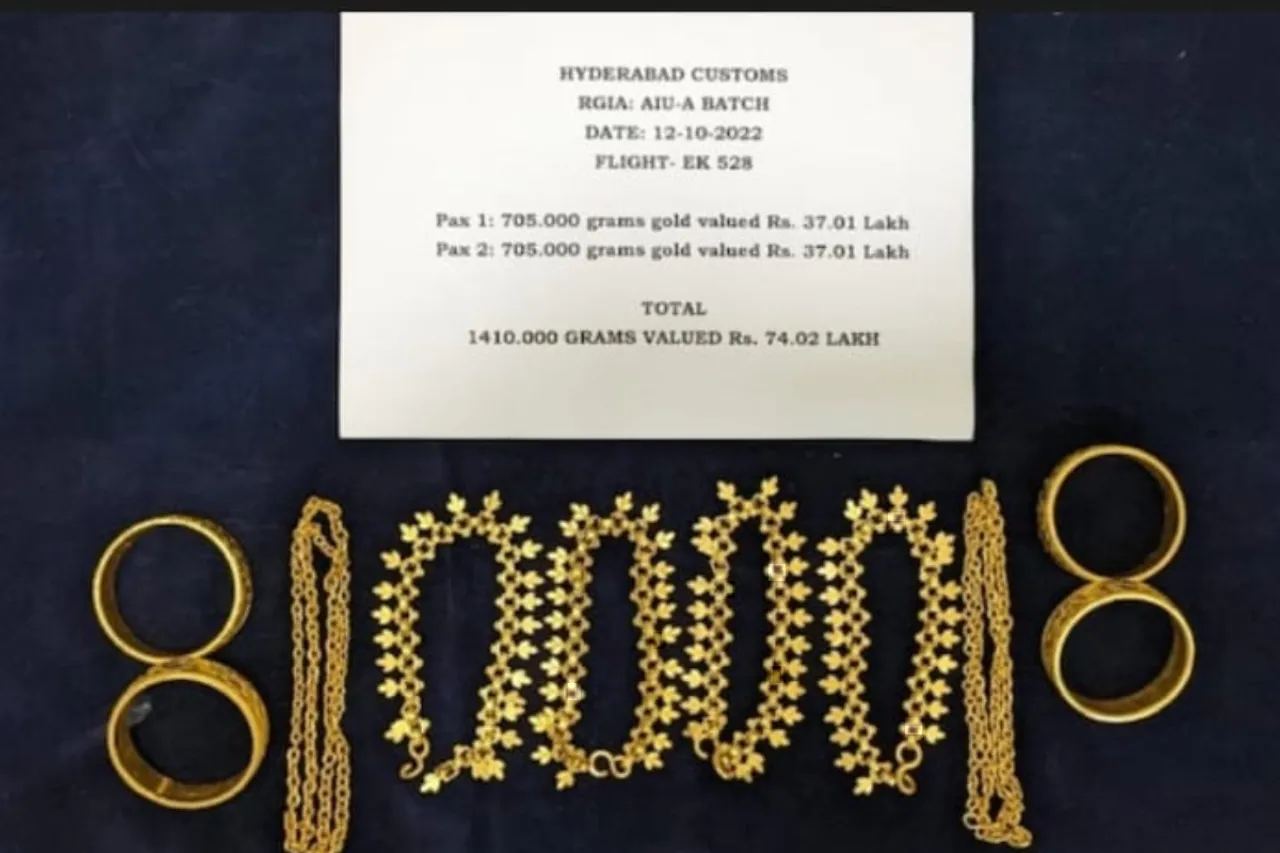 HYDERABAD CUSTOMS
RGIA: AIU-A BATCH
DATE: 12-10-2022
FLIGHT- EK 528
Pax 1: 705.000 grams gold valued Rs. 37.01 Lakh
Pax 2: 705.000 grams gold valued Rs. 37.01 Lakh
TOTAL
1410.000 GRAMS VALUED Rs. 74.02 LAKH